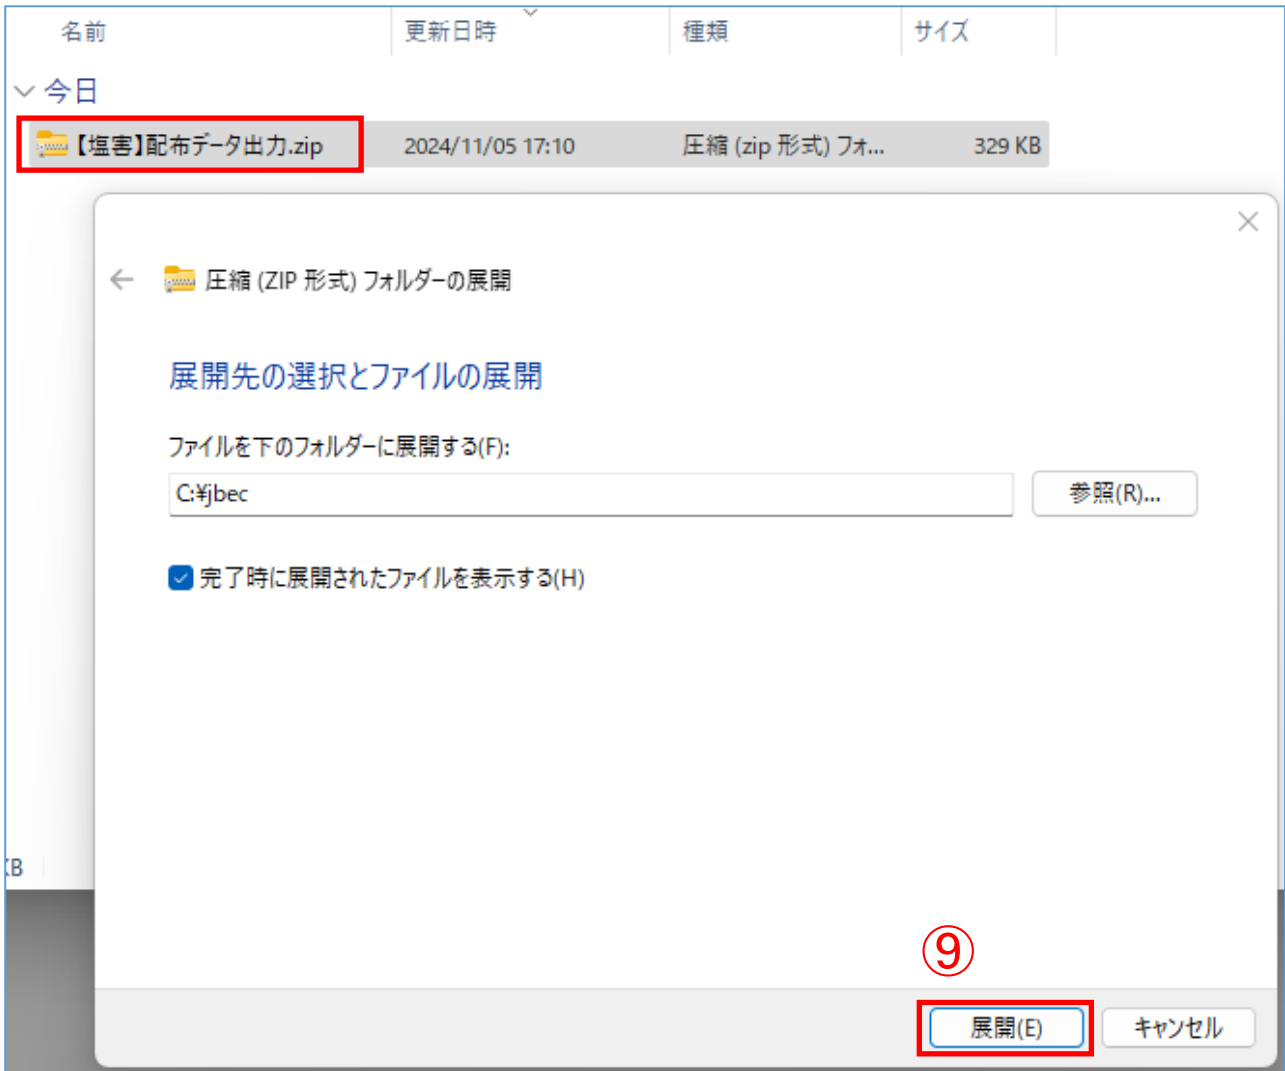 名前 更新日時 種類 サイズ
今日
【塩害】配布データ出力.zip 2024/11/05 17:10 圧縮 (zip 形式) フォ... 329 KB
圧縮 (ZIP 形式) フォルダーの展開
展開先の選択とファイルの展開
ファイルを下のフォルダーに展開する(F):
C:¥jbec 参照(R)...
完了時に展開されたファイルを表示する(H)
KB
⑨
展開(E) キャンセル